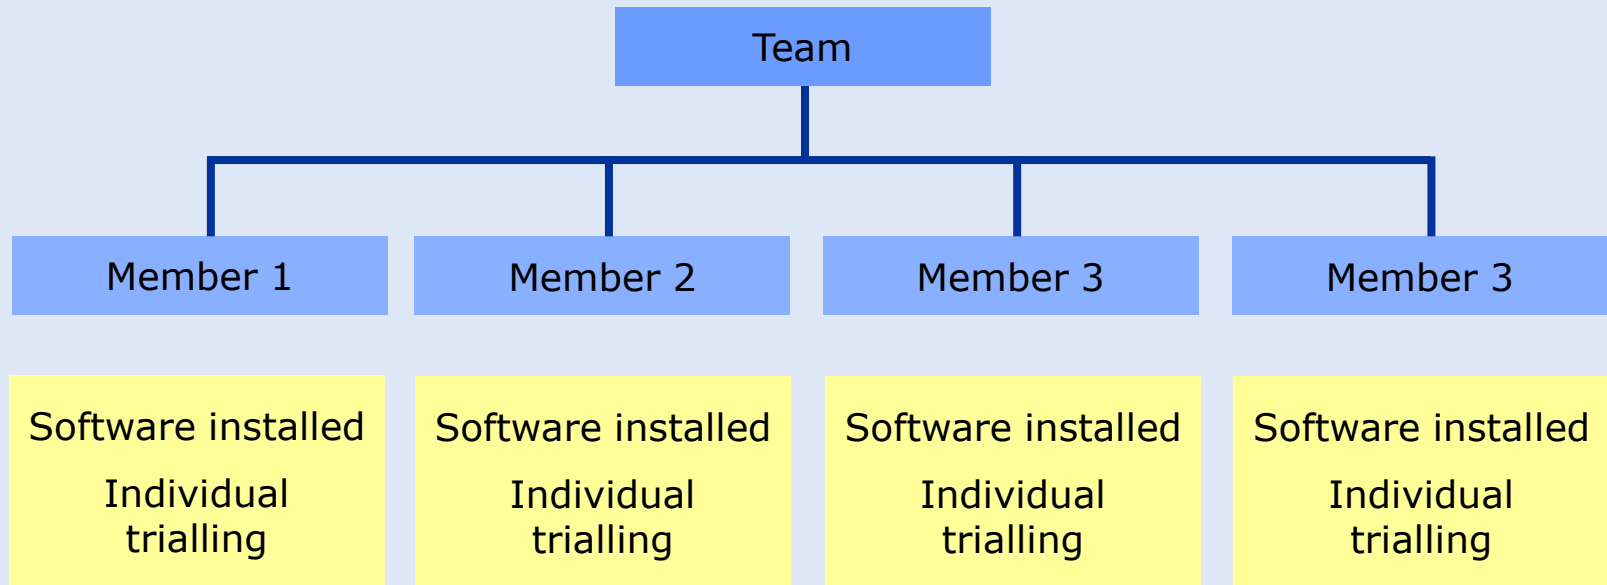 Team
Member 1
Member 2
Member 3
Member 3
Software installed
Individual
trialling
Software installed
Individual
trialling
Software installed
Individual
trialling
Software installed
Individual
trialling